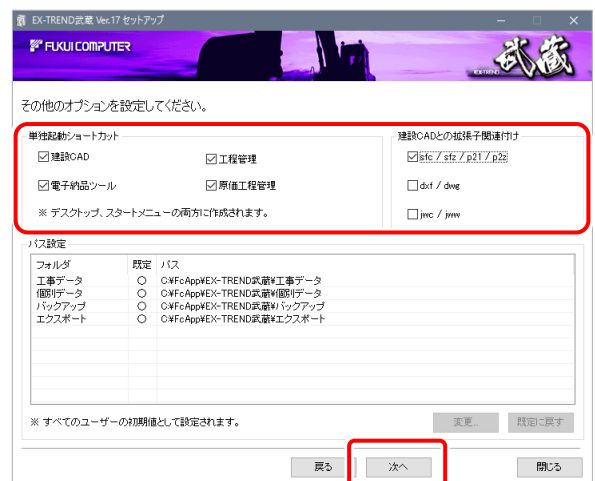 EX-TREND武蔵 Ver.17 セットアップ
FUKUI COMPUTER
EX-TREND 武蔵
その他のオプションを設定してください。
単独起動ショートカット
建設CADとの拡張子関連付け
建設CAD
工程管理
sfc / sfz / p21 / p2z
電子納品ツール
原価工程管理
dxf / dwg
※ デスクトップ、スタートメニューの両方に作成されます。
jwc / jww
パス設定
フォルダ 既定 パス
工事データ ○ C:¥FcApp¥EX-TREND武蔵¥工事データ
個別データ ○ C:¥FcApp¥EX-TREND武蔵¥個別データ
バックアップ ○ C:¥FcApp¥EX-TREND武蔵¥バックアップ
エクスポート ○ C:¥FcApp¥EX-TREND武蔵¥エクスポート
※ すべてのユーザーの初期値として設定されます。
変更...
既定に戻す
戻る
次へ
閉じる